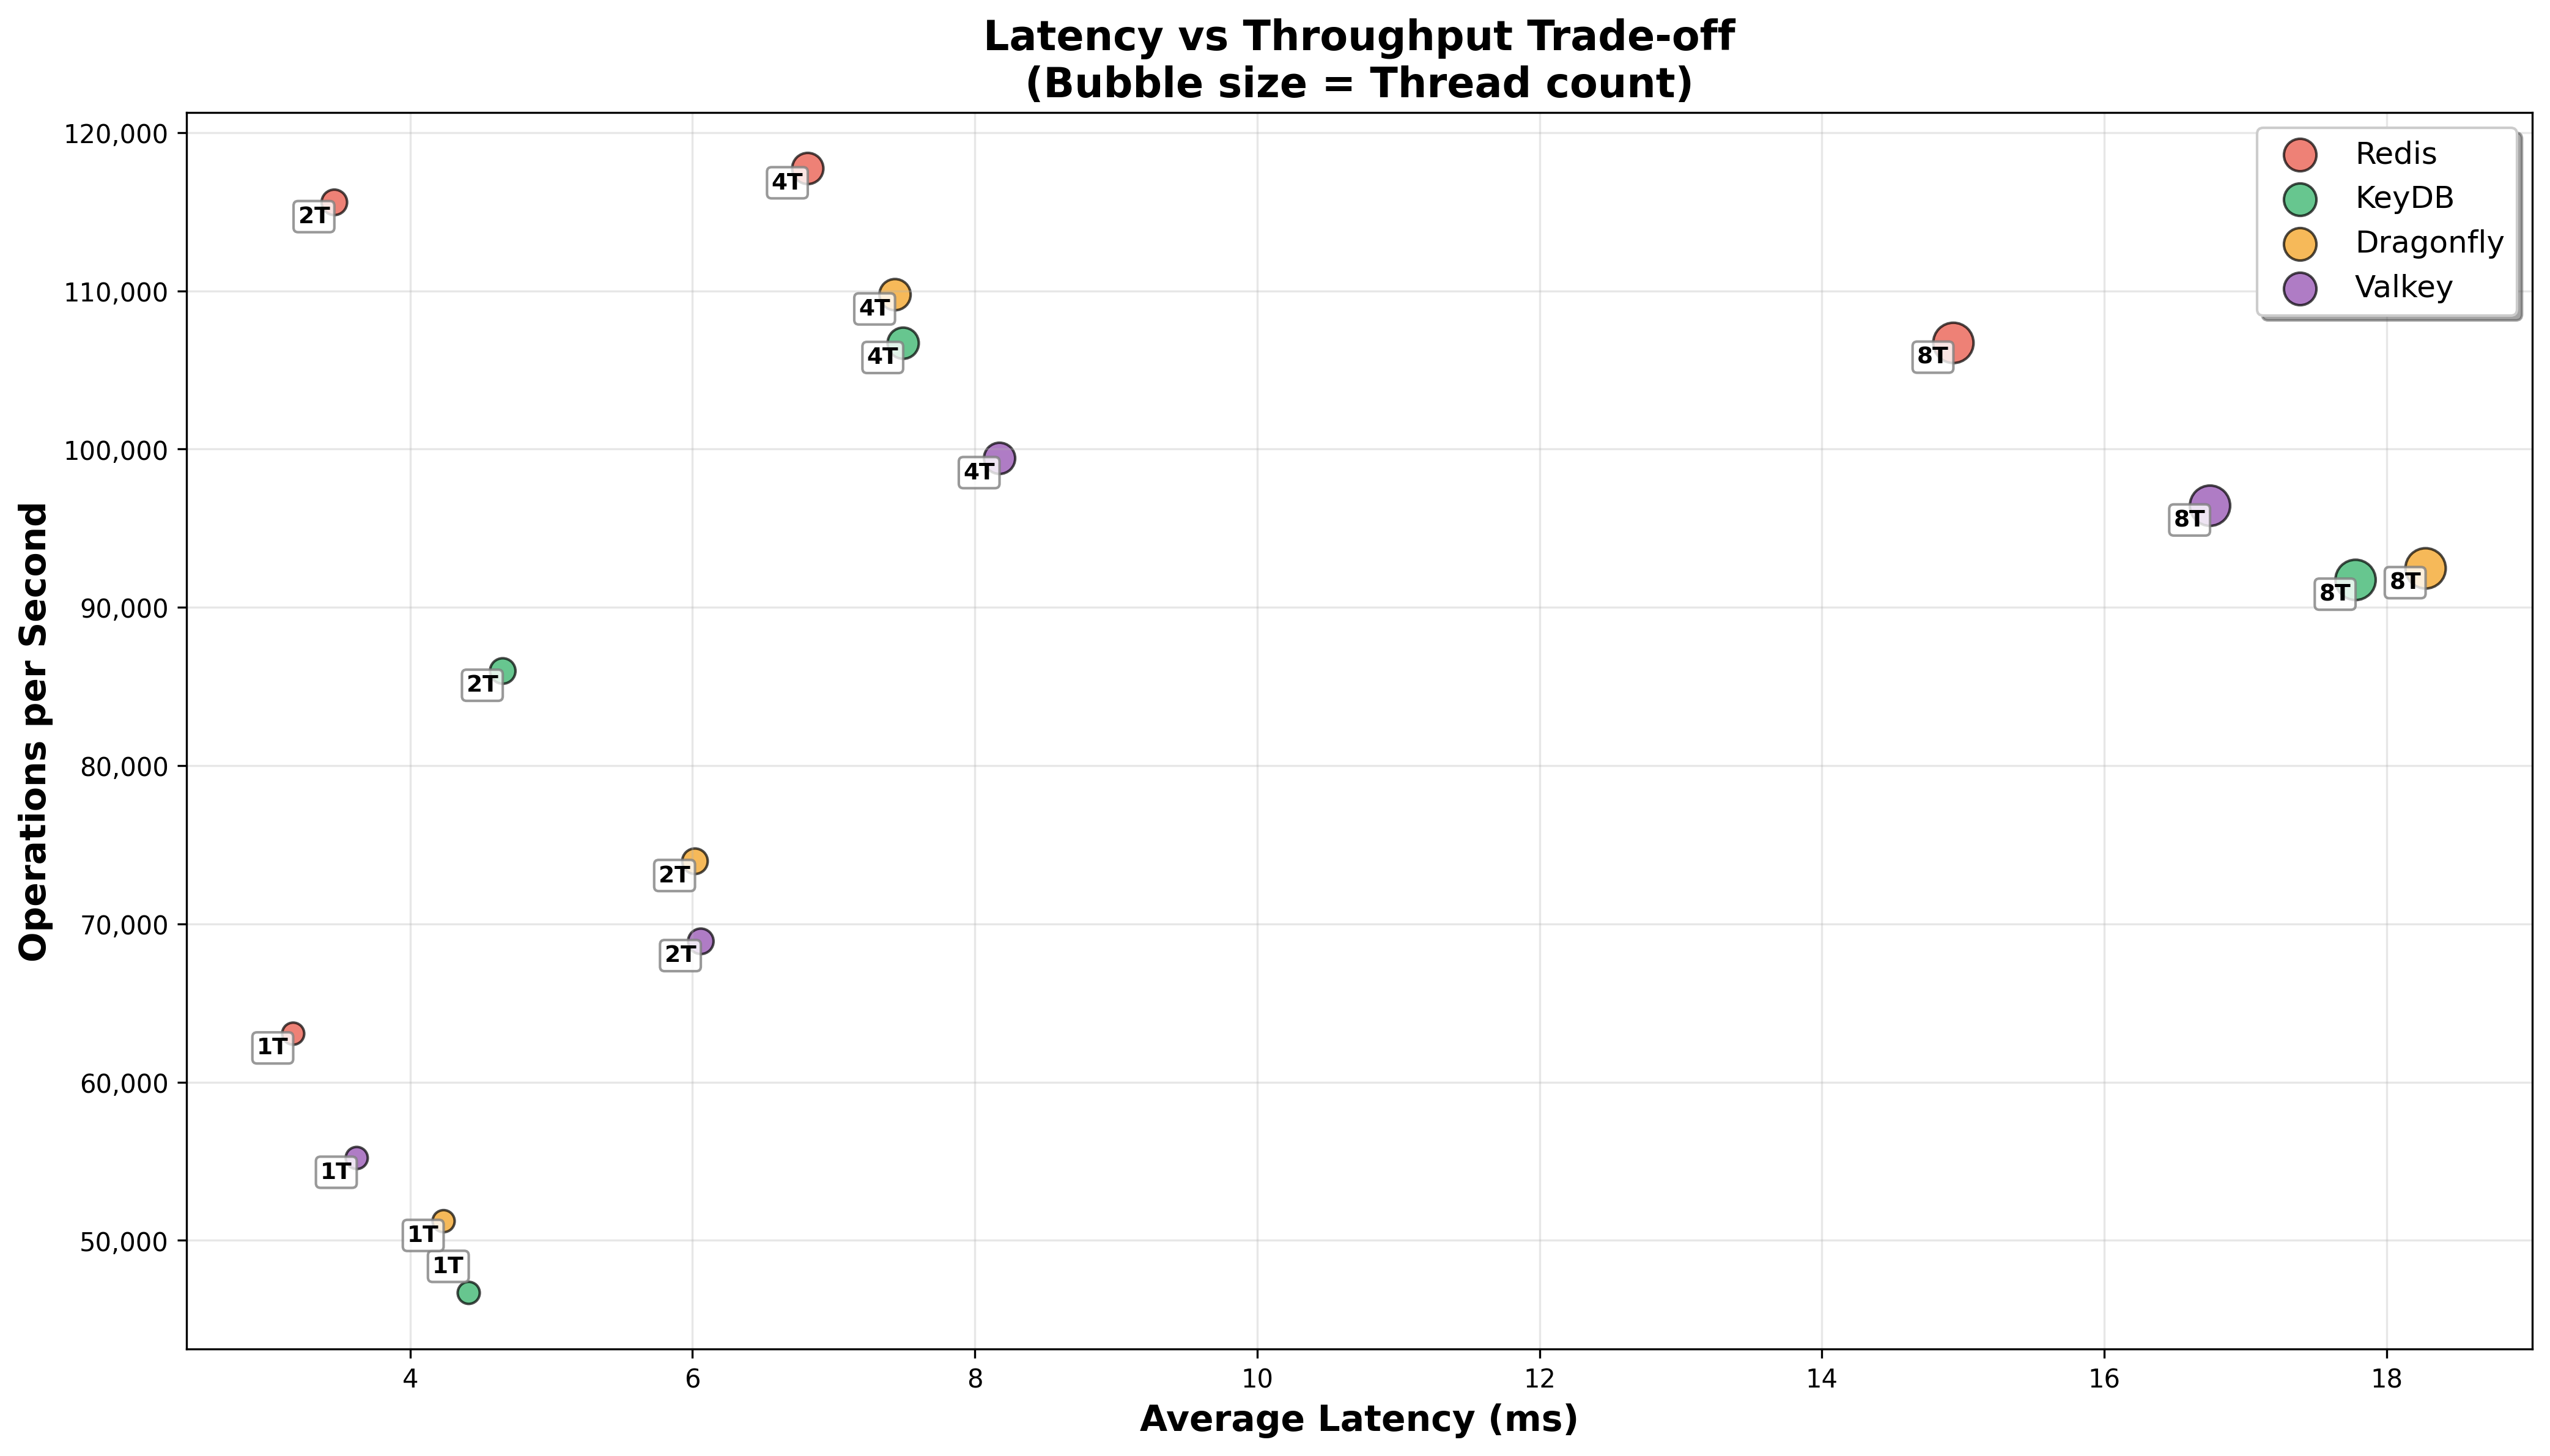 Latency vs Throughput Trade-off
(Bubble size = Thread count)
Redis
KeyDB
Dragonfly
Valkey
Operations per Second
120,000
110,000
100,000
90,000
80,000
70,000
60,000
50,000
4T
2T
4T
4T
8T
4T
8T
8T
8T
2T
2T
2T
1T
1T
1T
1T
4
6
8
10
12
14
16
18
Average Latency (ms)